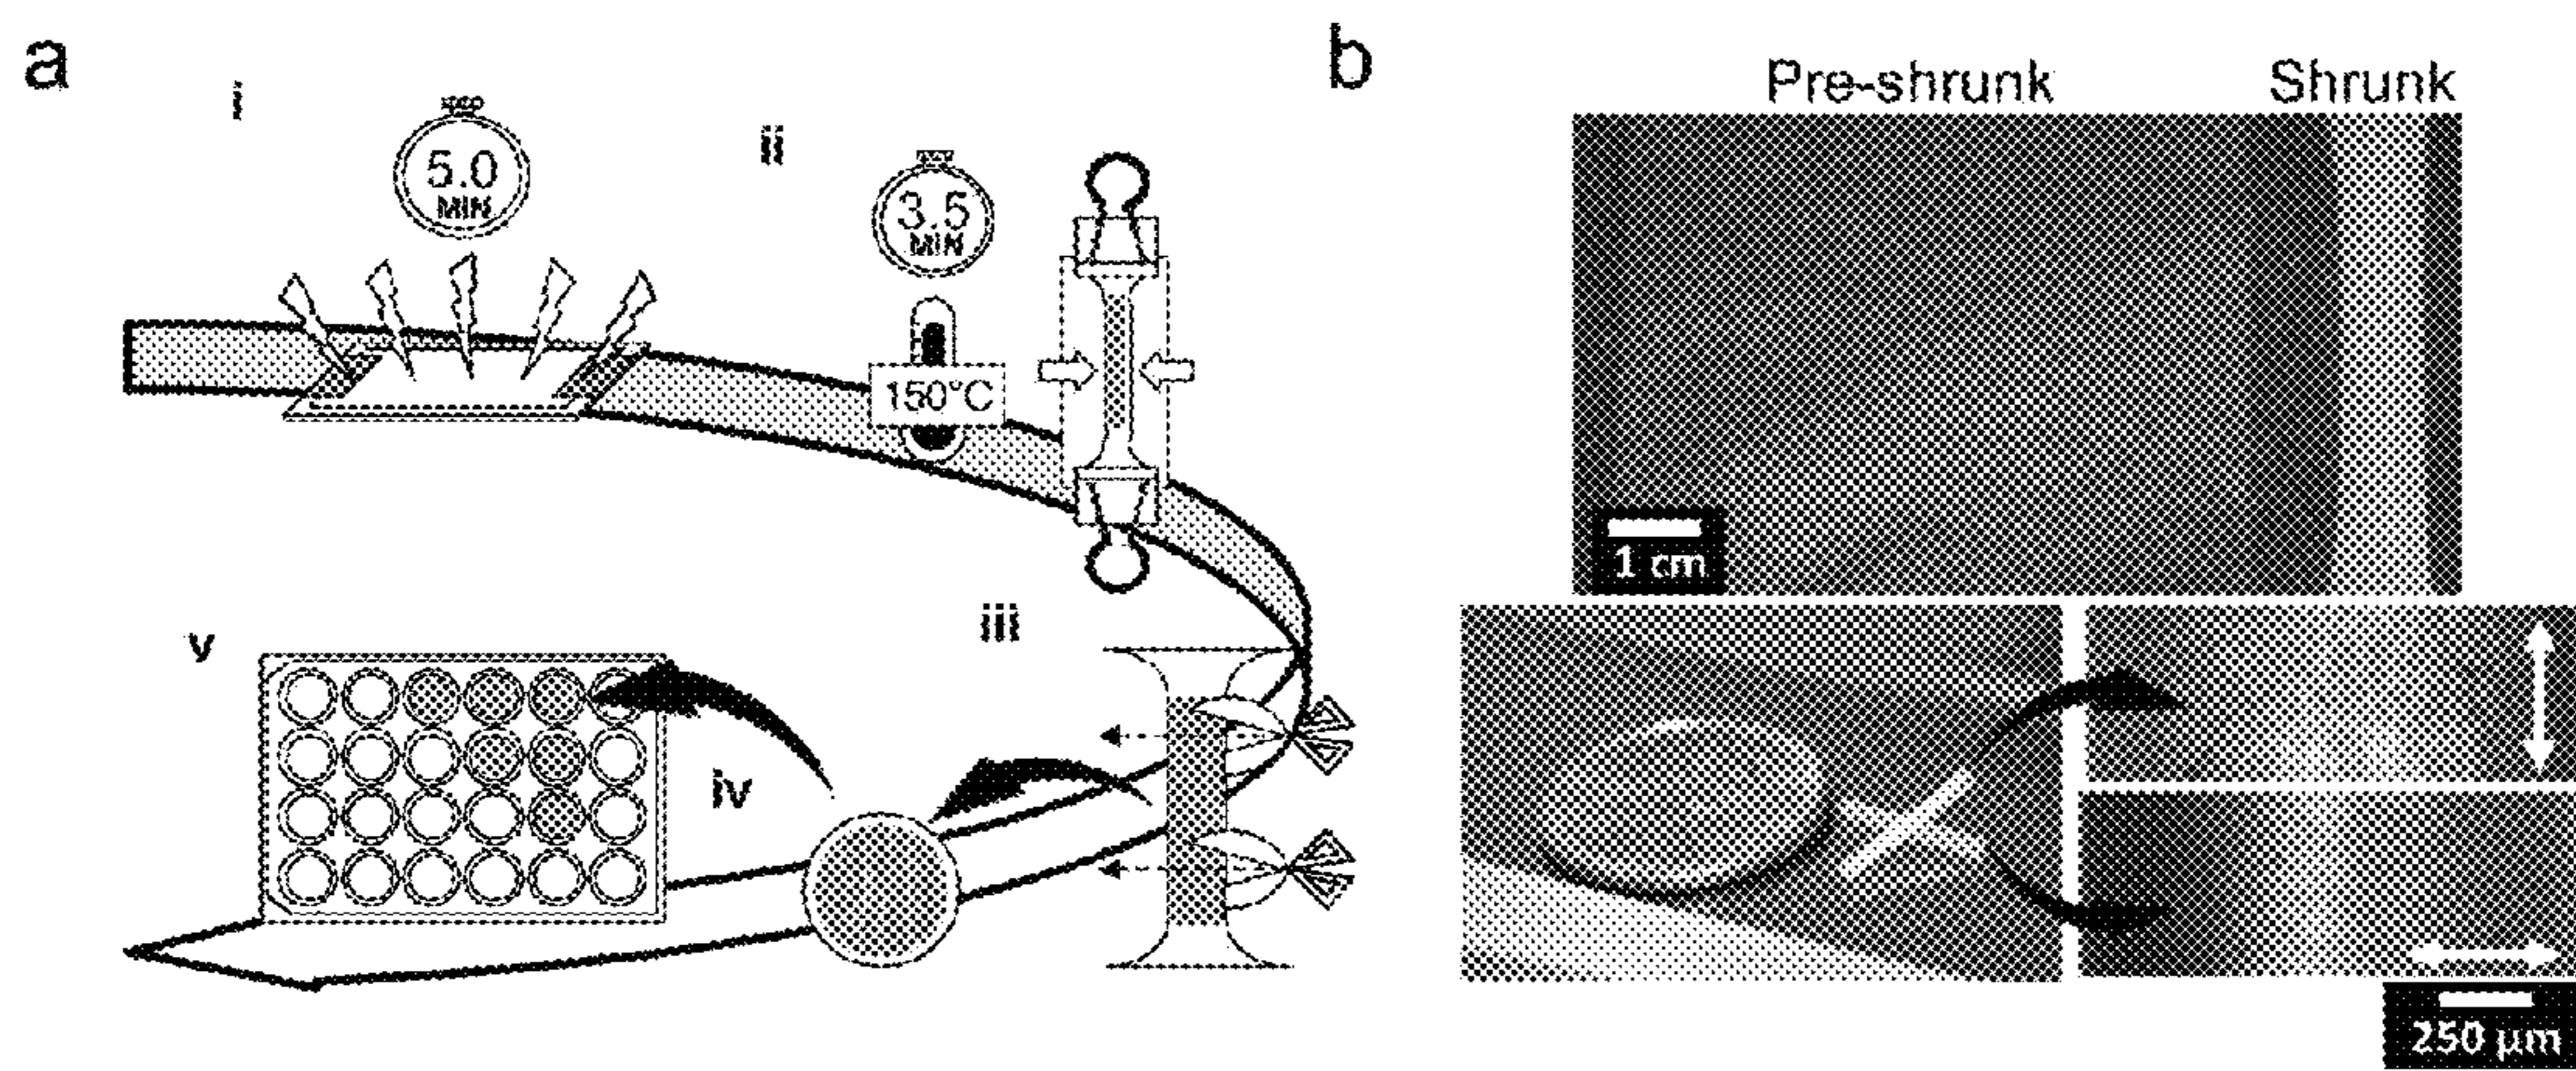 a
i
5.0
MIN
ii
3.5
MIN
150°C
iii
iv
v
b
Pre-shrunk
Shrunk
1 cm
250 µm